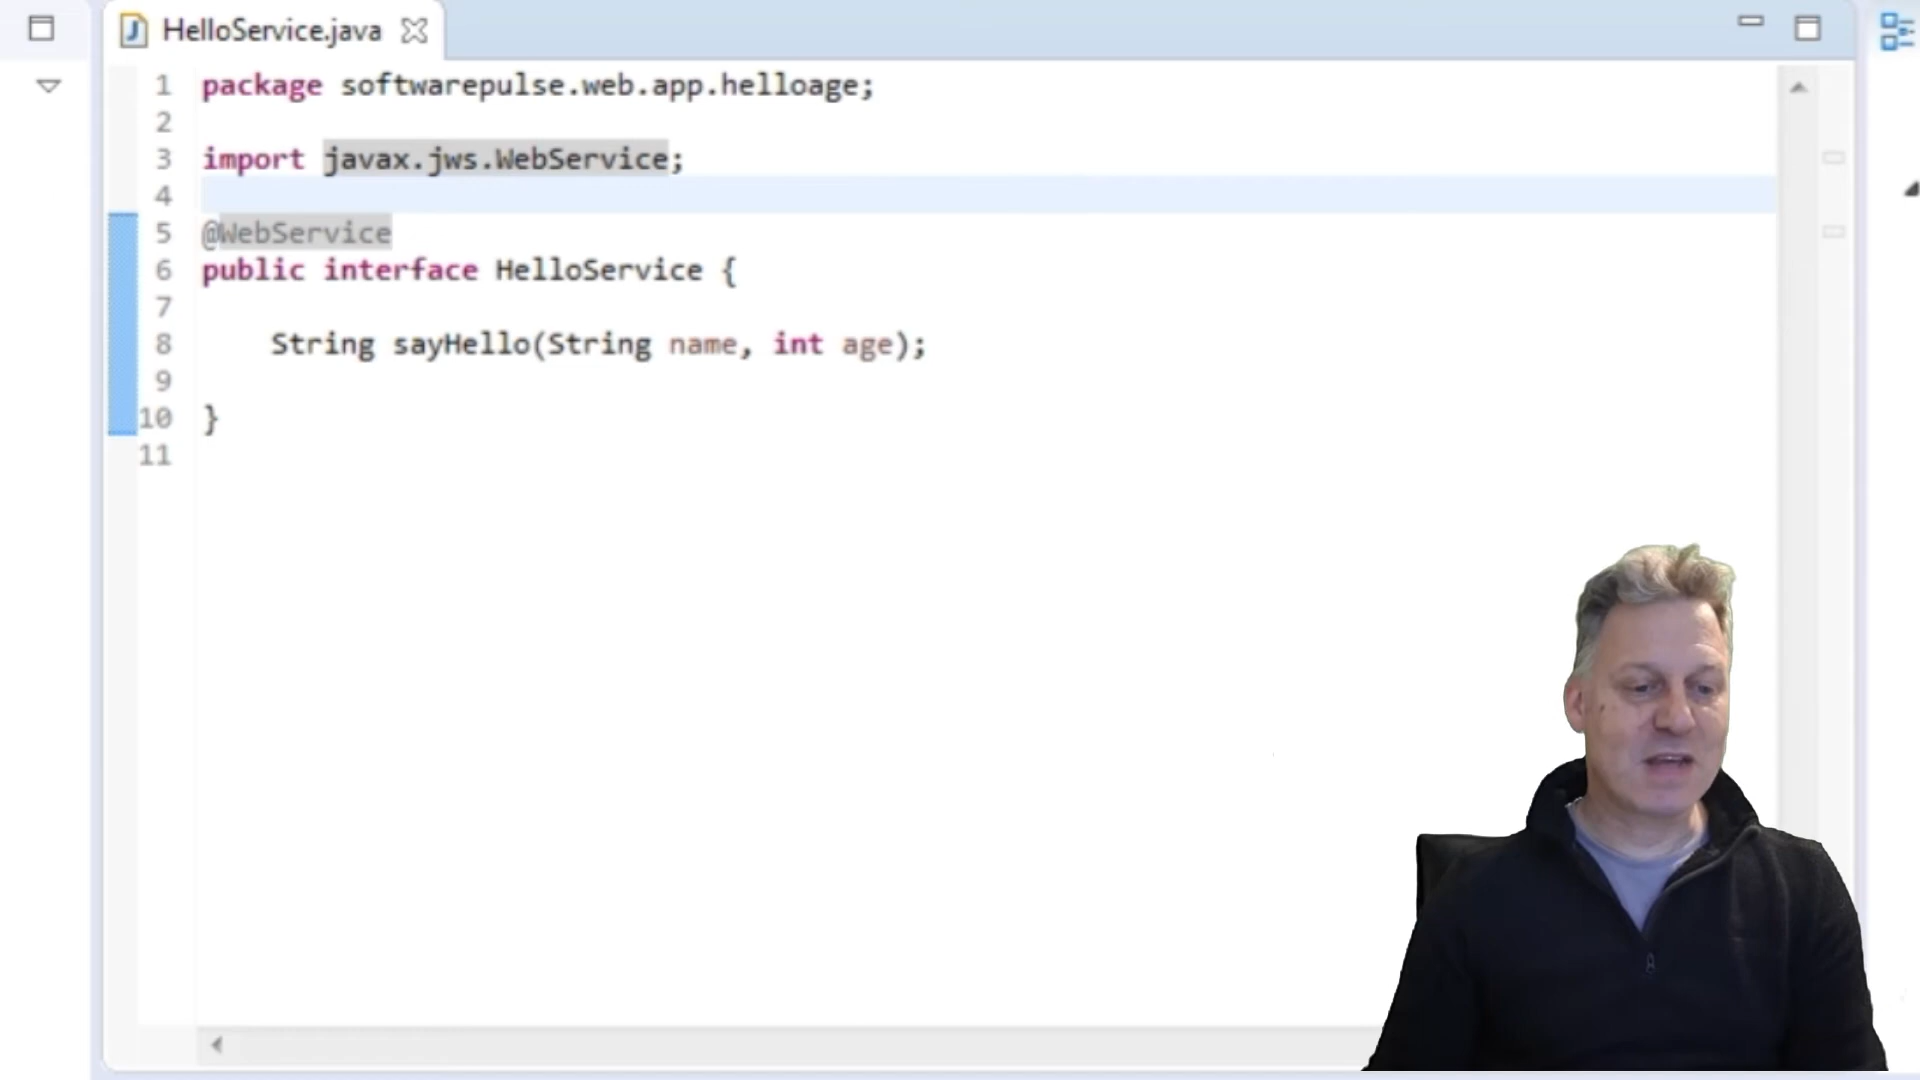 HelloService.java
1 package softwarepulse.web.app.helloage;
2
3 import javax.jws.WebService;
4
5 @WebService
6 public interface HelloService {
7
8 String sayHello(String name, int age);
9
10 }
11